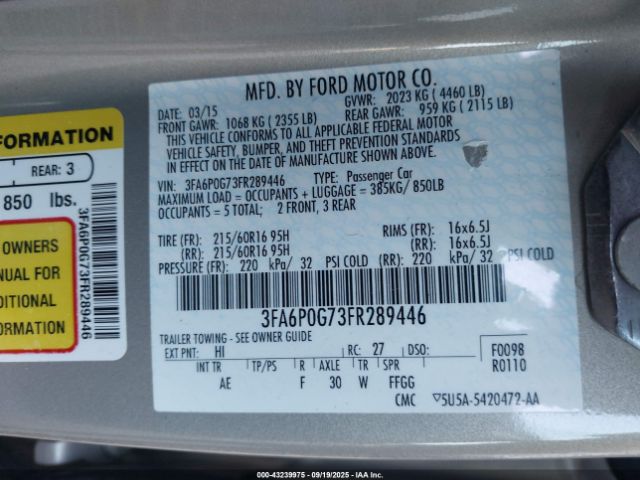 FORMATION
REAR: 3
850 lbs.
OWNERS
NUAL FOR
DITIONAL
ORMATION
3FA6P0G73FR289446
MFD. BY FORD MOTOR CO.
DATE: 03/15 GVWR: 2023 KG ( 4460 LB)
FRONT GAWR: 1068 KG ( 2355 LB) REAR GAWR: 959 KG ( 2115 LB)
THIS VEHICLE CONFORMS TO ALL APPLICABLE FEDERAL MOTOR
VEHICLE SAFETY, BUMPER, AND THEFT PREVENTION STANDARDS
IN EFFECT ON THE DATE OF MANUFACTURE SHOWN ABOVE.
VIN: 3FA6P0G73FR289446 TYPE: Passenger Car
MAXIMUM LOAD = OCCUPANTS + LUGGAGE = 385KG/ 850LB
OCCUPANTS = 5 TOTAL; 2 FRONT, 3 REAR
TIRE (FR): 215/60R16 95H RIMS (FR): 16x6.5J
(RR): 215/60R16 95H (RR): 16x6.5J
PRESSURE (FR): 220 kPa/ 32 PSI COLD (RR): 220 kPa/ 32 PSI COLD
3FA6P0G73FR289446
TRAILER TOWING - SEE OWNER GUIDE
EXT PNT: HI RC: 27 DSO: F0098
INT TR TP/PS R AXLE TR SPR R0110
AE F 30 W FFGG
CMC 5U5A-5420472-AA
000 — 43239975 — 09/19/2025 — IAAI.COM